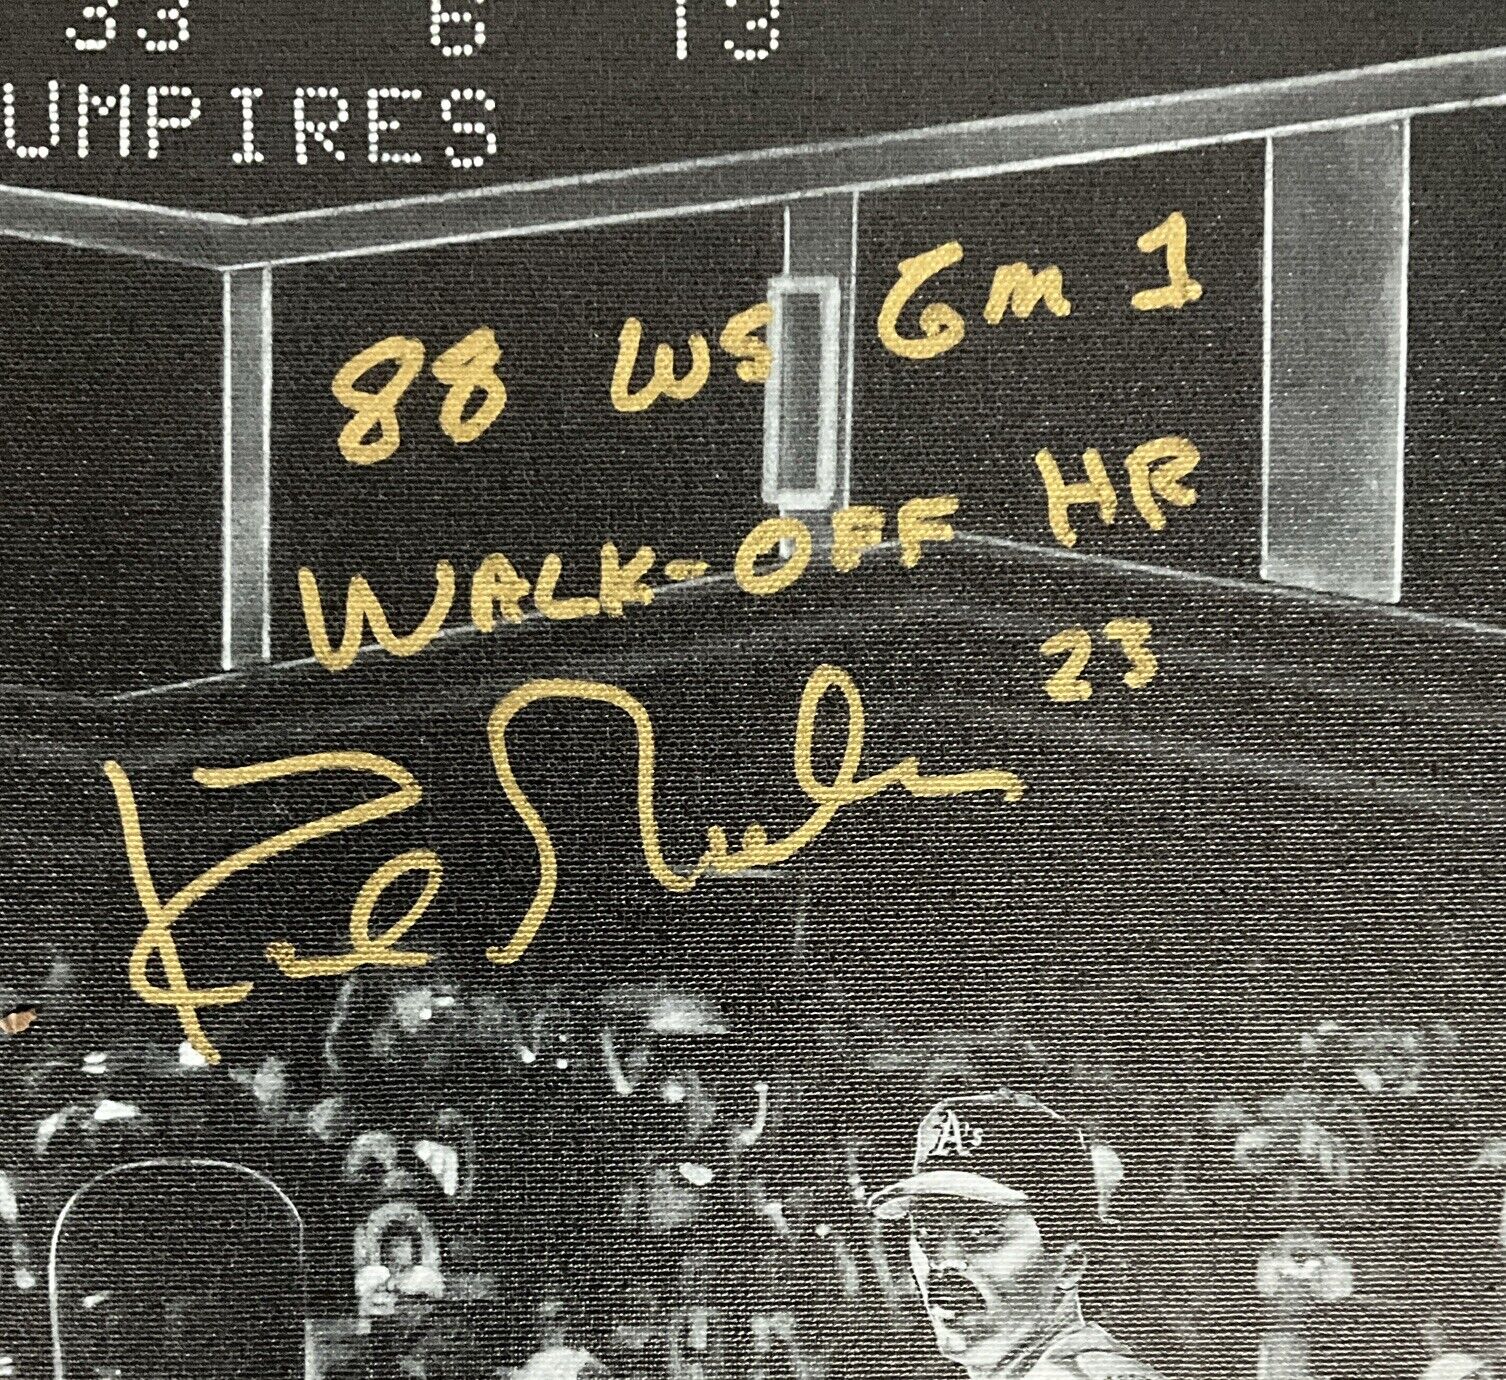 33 6 13
UMPIRES
88 WS Gm 1
WALK-OFF HR
23
A's